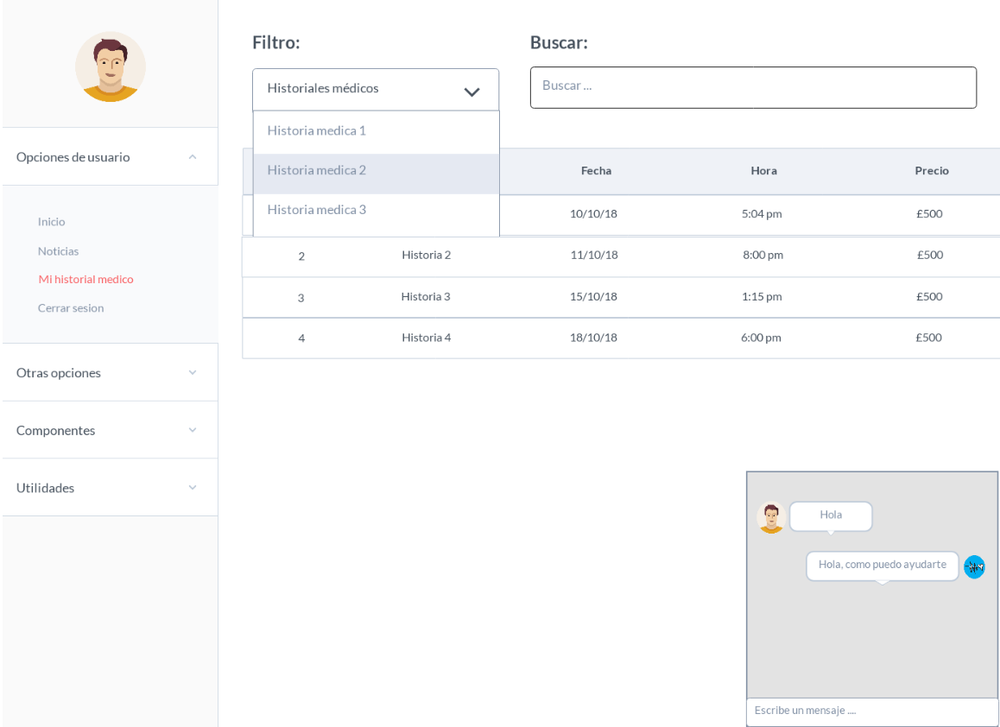 Opciones de usuario
Inicio
Noticias
Mi historial medico
Cerrar sesion
Otras opciones
Componentes
Utilidades
Filtro:
Buscar:
Historiales médicos
Buscar ...
Historia medica 1
Historia medica 2
Historia medica 3
Fecha Hora Precio
10/10/18 5:04 pm £500
2 Historia 2 11/10/18 8:00 pm £500
3 Historia 3 15/10/18 1:15 pm £500
4 Historia 4 18/10/18 6:00 pm £500
Hola
Hola, como puedo ayudarte
Escribe un mensaje ....